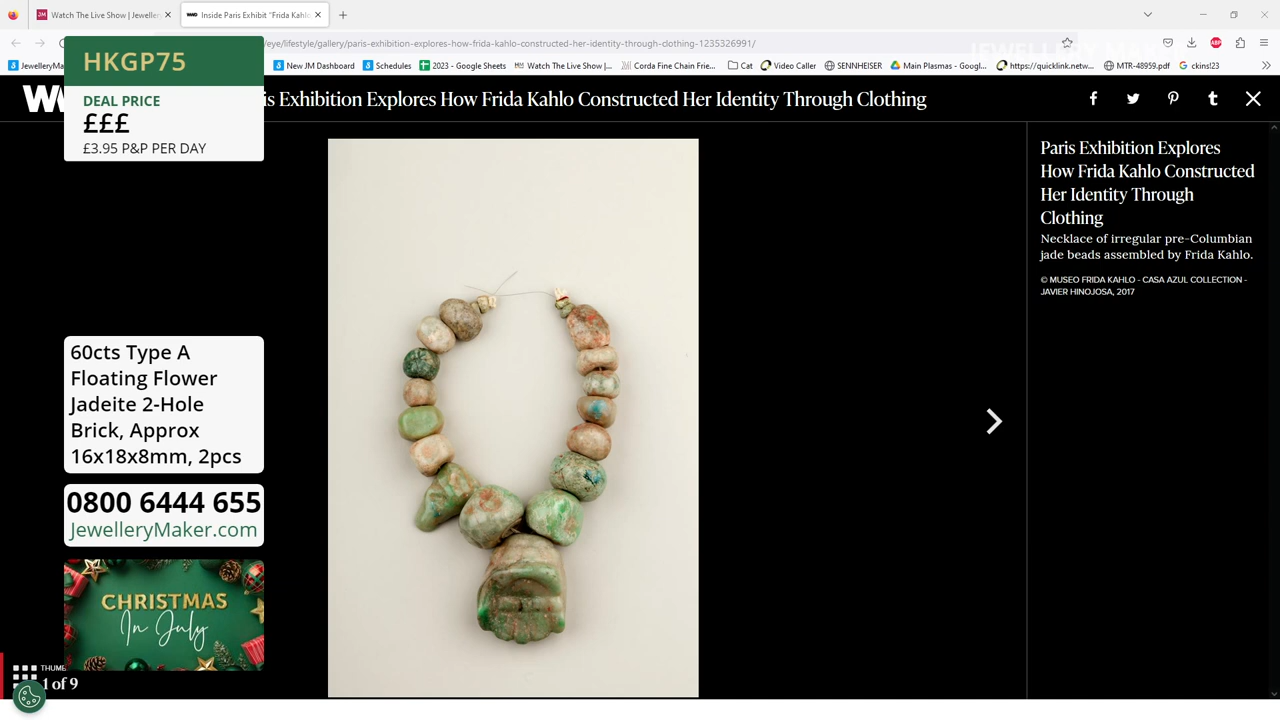 Watch The Live Show | Jeweller
Inside Paris Exhibit "Frida Kahlo
/eye/lifestyle/gallery/paris-exhibition-explores-how-frida-kahlo-constructed-her-identity-through-clothing-1235326991/
JEWELLERY MAKER
JewelleryMa
New JM Dashboard
Schedules
2023 - Google Sheets
Watch The Live Show |...
Corda Fine Chain Frie...
Cat
Video Caller
SENNHEISER
Main Plasmas - Googl...
https://quicklink.netw...
MTR-48959.pdf
ckins!23
HKGP75
DEAL PRICE
£££
£3.95 P&P PER DAY
is Exhibition Explores How Frida Kahlo Constructed Her Identity Through Clothing
Paris Exhibition Explores
How Frida Kahlo Constructed
Her Identity Through
Clothing
Necklace of irregular pre-Columbian
jade beads assembled by Frida Kahlo.
© MUSEO FRIDA KAHLO - CASA AZUL COLLECTION -
JAVIER HINOJOSA, 2017
60cts Type A
Floating Flower
Jadeite 2-Hole
Brick, Approx
16x18x8mm, 2pcs
0800 6444 655
JewelleryMaker.com
CHRISTMAS
In July
THUMB
1 of 9